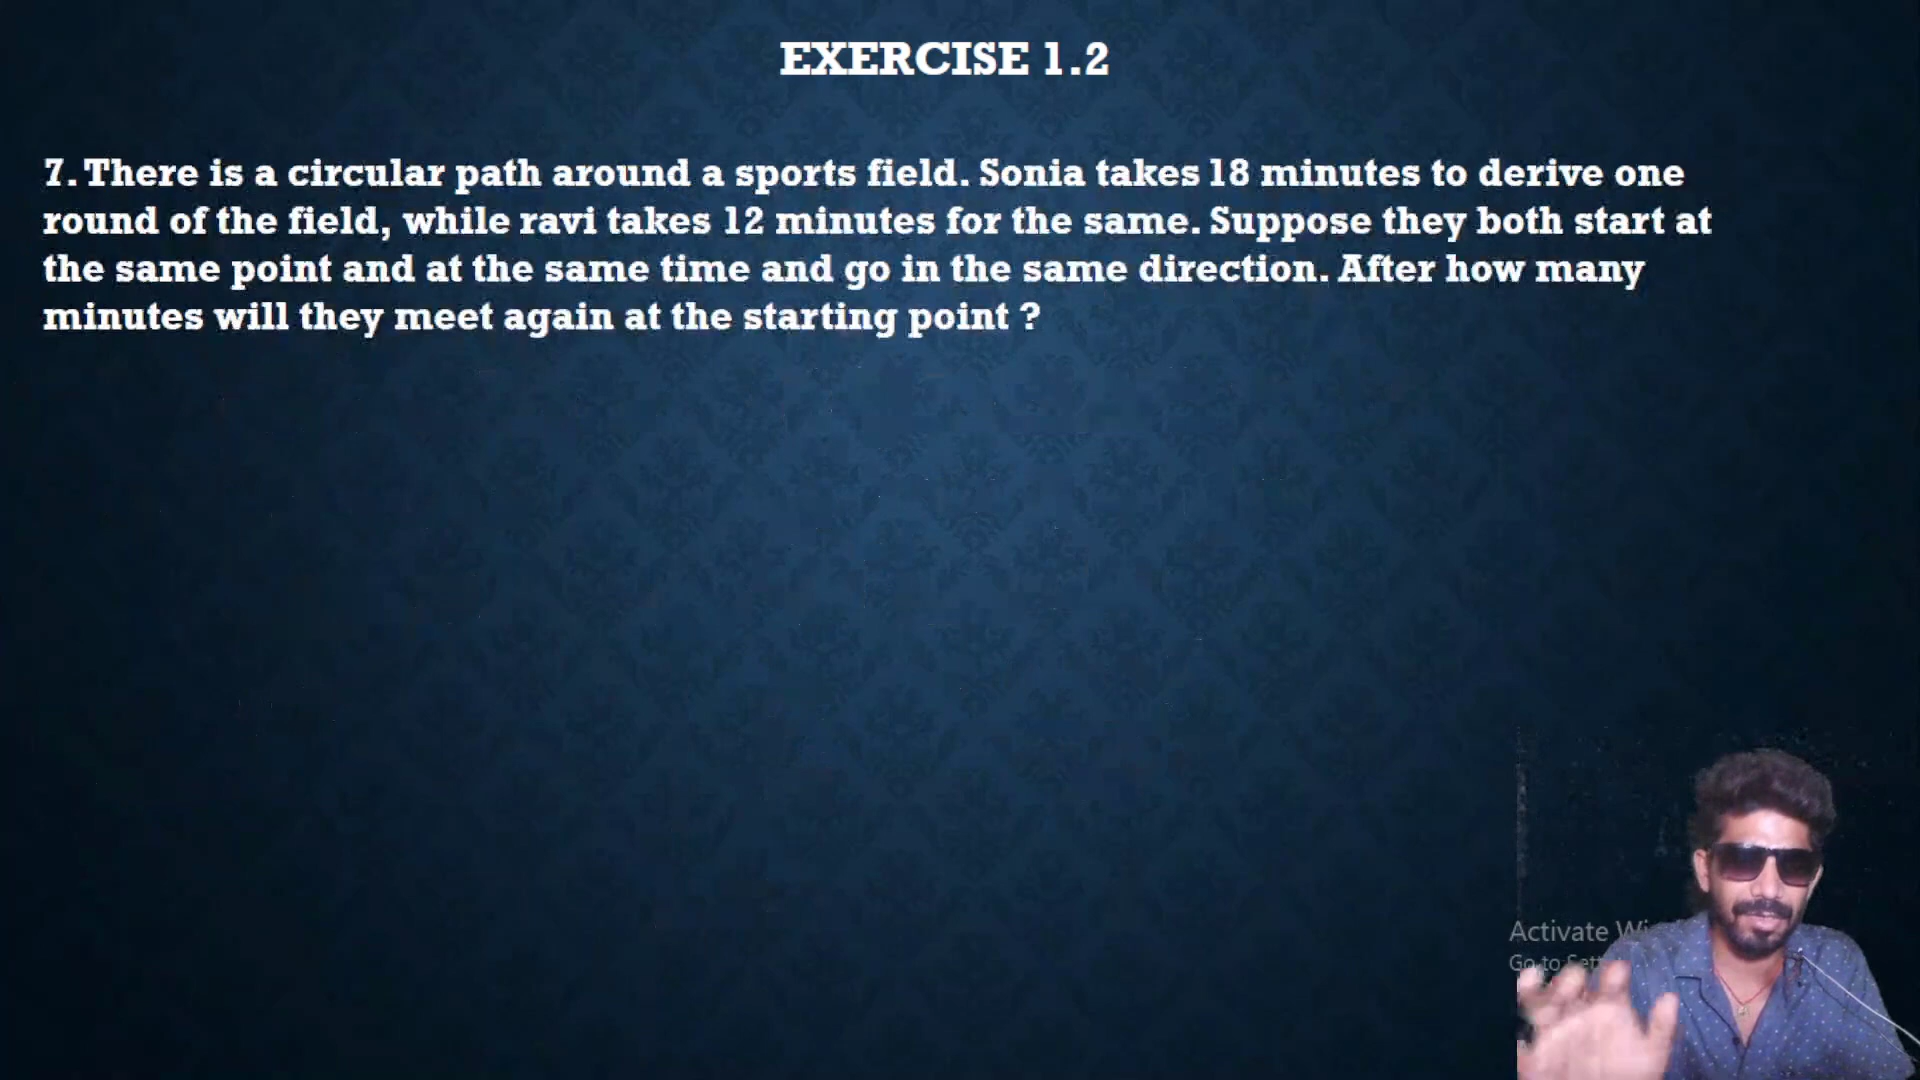 EXERCISE 1.2
7. There is a circular path around a sports field. Sonia takes 18 minutes to derive one
round of the field, while ravi takes 12 minutes for the same. Suppose they both start at
the same point and at the same time and go in the same direction. After how many
minutes will they meet again at the starting point ?
Activate
Go to